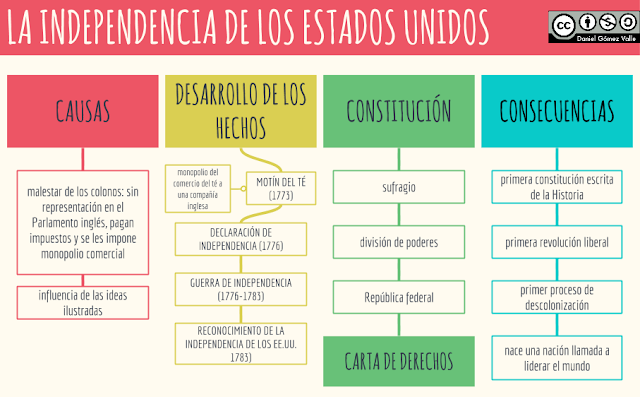 LA INDEPENDENCIA DE LOS ESTADOS UNIDOS
cc
BY NC SA
Daniel Gómez Valle
CAUSAS
malestar de los colonos: sin
representación en el
Parlamento inglés, pagan
impuestos y se les impone
monopolio comercial
influencia de las ideas
ilustradas
DESARROLLO DE LOS
HECHOS
monopolio del
comercio del té a
una compañía
inglesa
MOTÍN DEL TÉ
(1773)
DECLARACIÓN DE
INDEPENDENCIA (1776)
GUERRA DE INDEPENDENCIA
(1776-1783)
RECONOCIMIENTO DE LA
INDEPENDENCIA DE LOS EE.UU.
1783)
CONSTITUCIÓN
sufragio
división de poderes
República federal
CARTA DE DERECHOS
CONSECUENCIAS
primera constitución escrita
de la Historia
primera revolución liberal
primer proceso de
descolonización
nace una nación llamada a
liderar el mundo